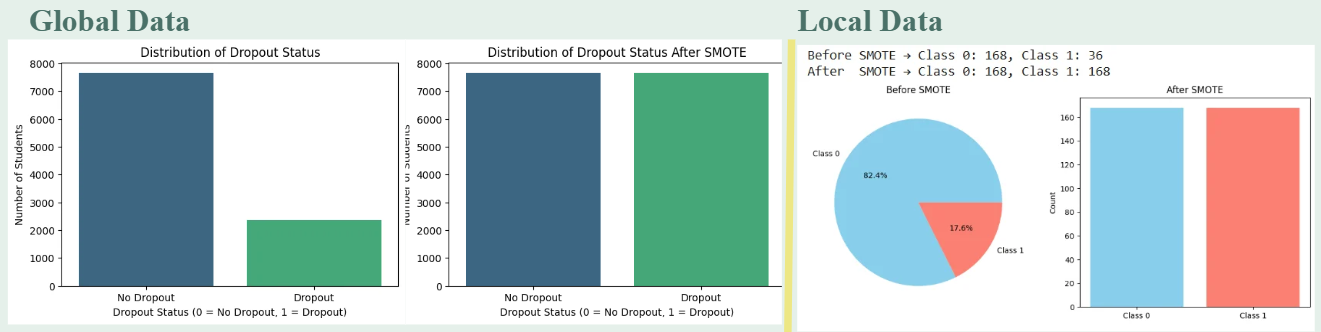 Global Data
Distribution of Dropout Status
8000
7000
6000
5000
4000
3000
2000
1000
0
Number of Students
No Dropout
Dropout
Dropout Status (0 = No Dropout, 1 = Dropout)
Distribution of Dropout Status After SMOTE
8000
7000
6000
5000
4000
3000
2000
1000
0
Number of Students
No Dropout
Dropout
Dropout Status (0 = No Dropout, 1 = Dropout)
Local Data
Before SMOTE → Class 0: 168, Class 1: 36
After SMOTE → Class 0: 168, Class 1: 168
Before SMOTE
Class 0
82.4%
17.6%
Class 1
After SMOTE
160
140
120
100
80
60
40
20
0
Count
Class 0
Class 1